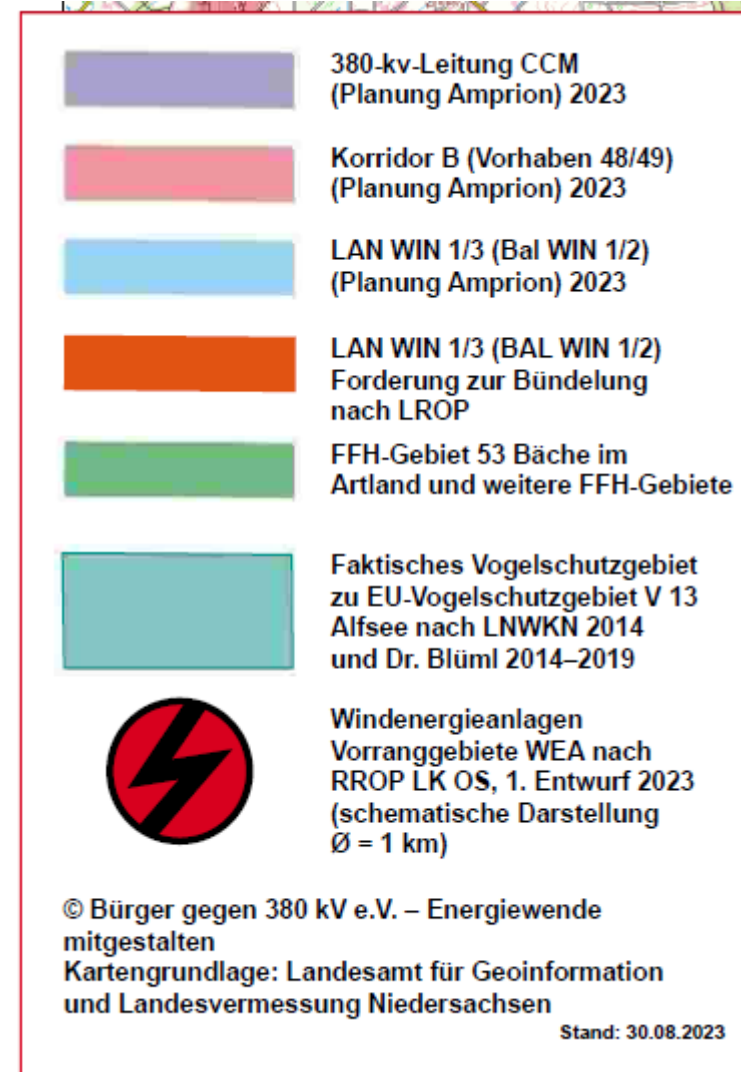 380-kv-Leitung CCM
(Planung Amprion) 2023
Korridor B (Vorhaben 48/49)
(Planung Amprion) 2023
LAN WIN 1/3 (Bal WIN 1/2)
(Planung Amprion) 2023
LAN WIN 1/3 (BAL WIN 1/2)
Forderung zur Bündelung
nach LROP
FFH-Gebiet 53 Bäche im
Artland und weitere FFH-Gebiete
Faktisches Vogelschutzgebiet
zu EU-Vogelschutzgebiet V 13
Alfsee nach LNWKN 2014
und Dr. Blüml 2014–2019
Windenergieanlagen
Vorranggebiete WEA nach
RROP LK OS, 1. Entwurf 2023
(schematische Darstellung
Ø = 1 km)
© Bürger gegen 380 kV e.V. – Energiewende
mitgestalten
Kartengrundlage: Landesamt für Geoinformation
und Landesvermessung Niedersachsen
Stand: 30.08.2023